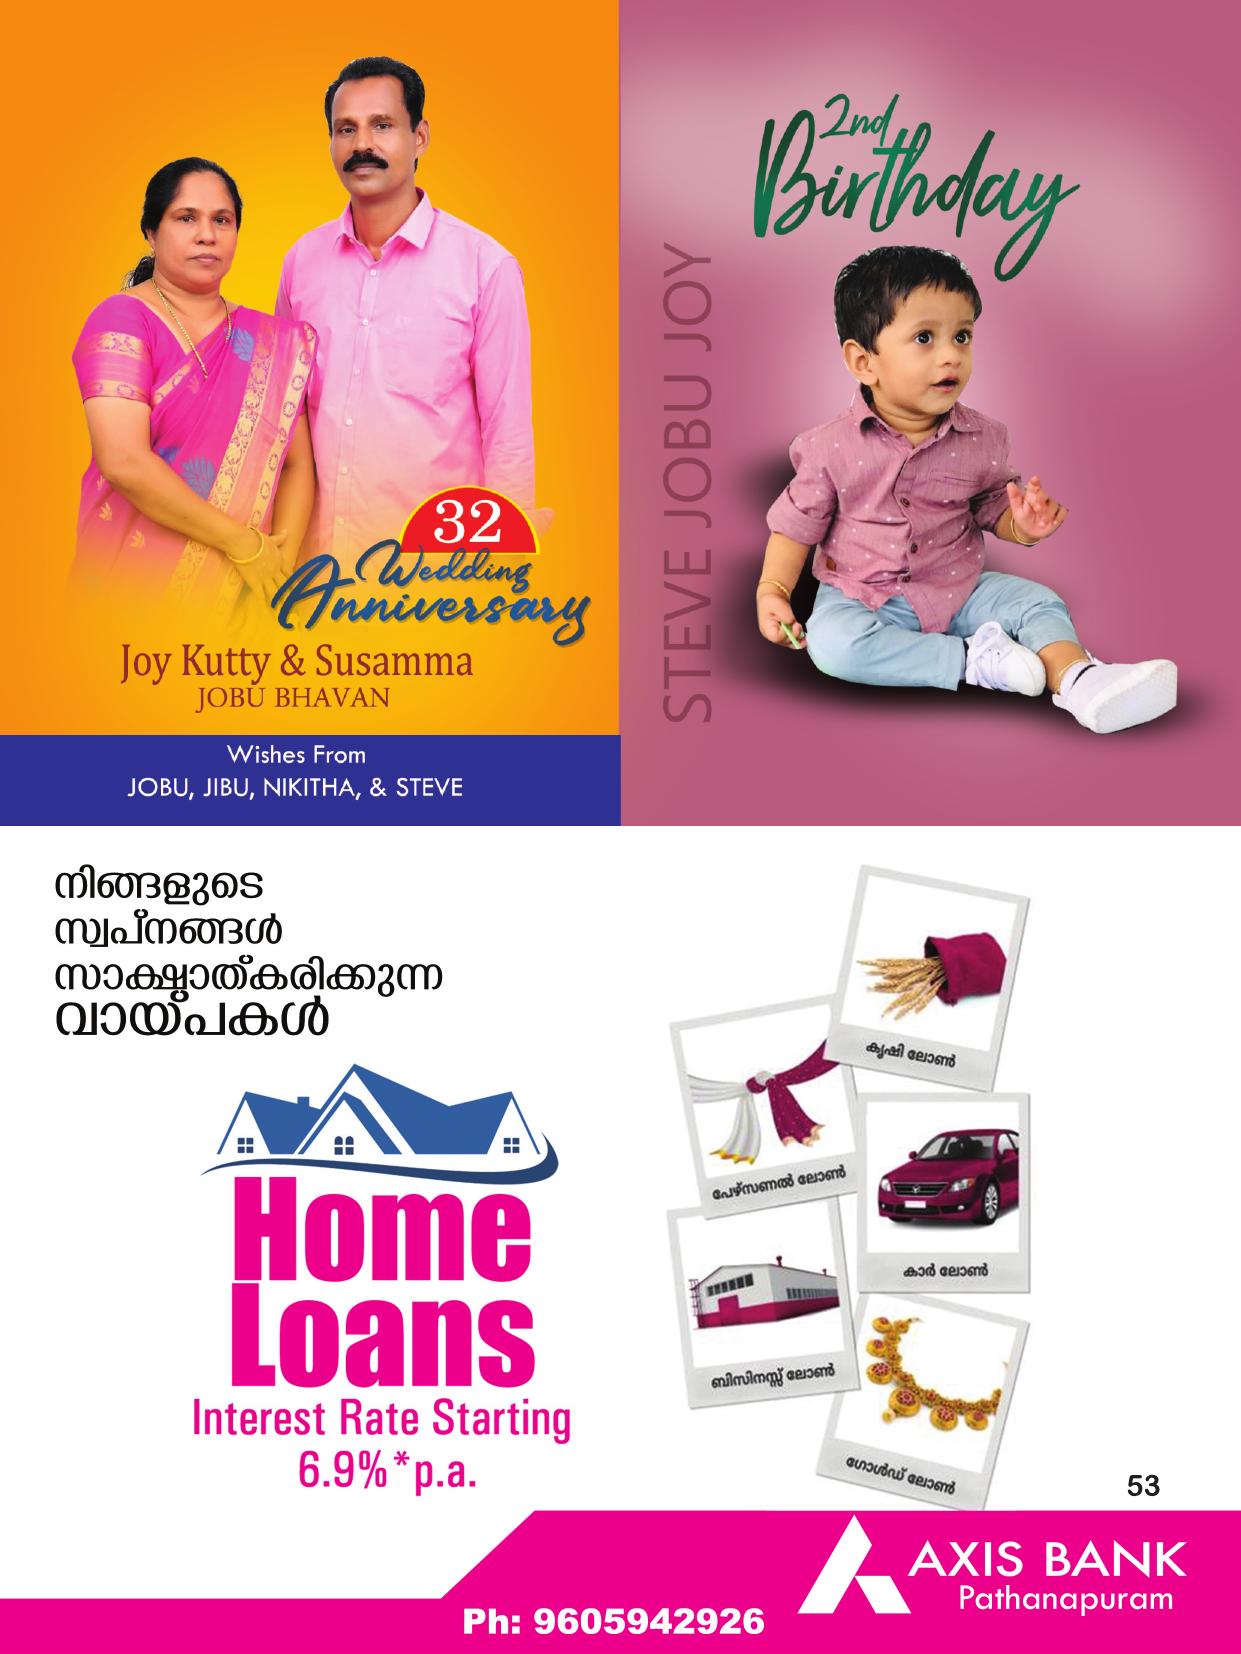 32
Wedding
Anniversary
Joy Kutty & Susamma
JOBU BHAVAN
Wishes From
JOBU, JIBU, NIKITHA, & STEVE
2nd
Birthday
STEVE JOBU JOY
നിങ്ങളുടെ
സ്വപ്നങ്ങൾ
സാക്ഷാത്കരിക്കുന്ന
വായ്പകൾ
Home
Loans
Interest Rate Starting
6.9%*p.a.
കൃഷി ലോൺ
പേഴ്സണൽ ലോൺ
കാർ ലോൺ
ബിസിനസ്സ് ലോൺ
ഗോൾഡ് ലോൺ
53
AXIS BANK
Pathanapuram
Ph: 9605942926